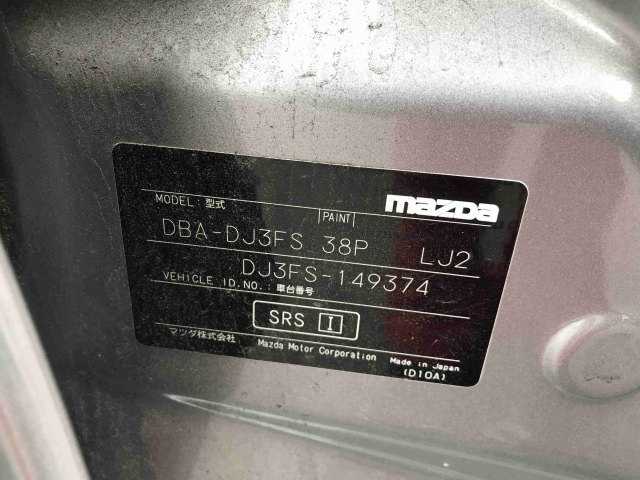 mazda
MODEL:型式 PAINT
DBA-DJ3FS 38P LJ2
DJ3FS-149374
VEHICLE ID.NO.:車台番号
SRS I
マツダ株式会社 Mazda Motor Corporation Made in Japan
(D10A)